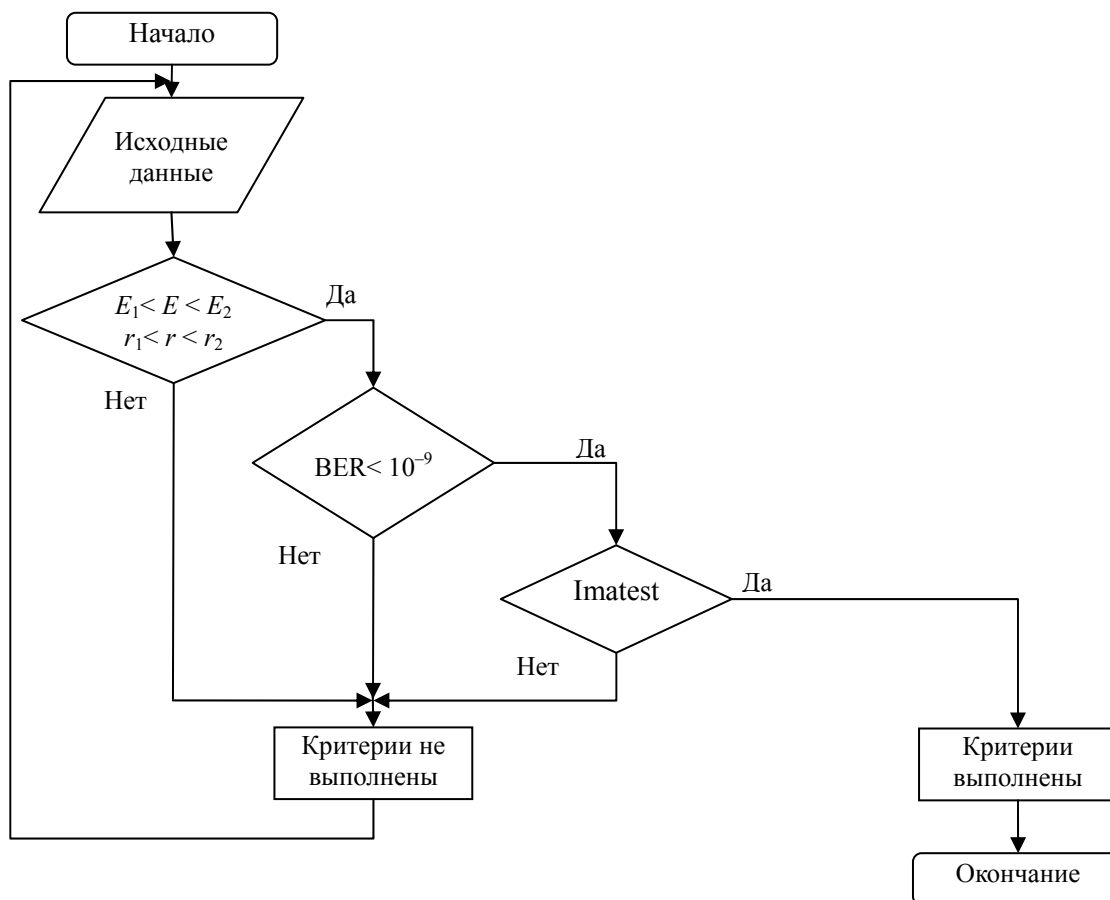 Начало
Исходные
данные
E₁< E < E₂
r₁< r < r₂
Да
Нет
BER< 10⁻⁹
Да
Нет
Imatest
Да
Нет
Критерии не
выполнены
Критерии
выполнены
Окончание